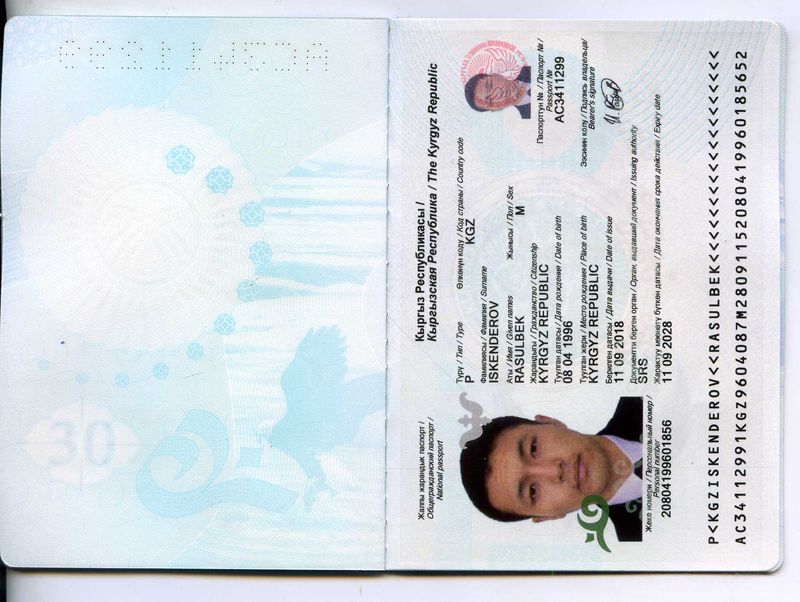 Кыргыз Республикасы /
Кыргызская Республика / The Kyrgyz Republic
Жалпы жарандык паспорт /
Общегражданский паспорт /
National passport
Түрү / Тип / Type
P
Өлкөнүн коду / Код страны / Country code
KGZ
Паспорттун № / Паспорт № /
Passport №
AC3411299
Фамилиясы / Фамилия / Surname
ISKENDEROV
Аты / Имя / Given names
RASULBEK
Жынысы / Пол / Sex
M
Жарандыгы / Гражданство / Citizenship
KYRGYZ REPUBLIC
Туулган датасы / Дата рождения / Date of birth
08 04 1996
Ээсинин колу / Подпись владельца/
Bearer's signature
Туулган жери / Место рождения / Place of birth
KYRGYZ REPUBLIC
Берилген датасы / Дата выдачи / Date of issue
11 09 2018
Документти берген орган / Орган, выдавший документ / Issuing authority
SRS
Жарактуу мөөнөтү бүткөн датасы / Дата окончания срока действия / Expiry date
11 09 2028
Жеке номери / Персональный номер /
Personal number
20804199601856
P<KGZISKENDEROV<<RASULBEK<<<<<<<<<<<<<<<<<<<
AC34112991KGZ9604087M28091152080419960185652
30